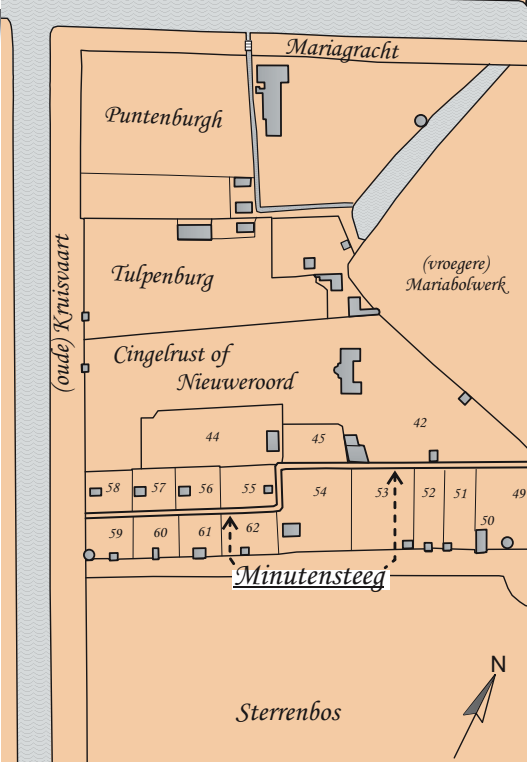 Mariagracht
Puntenburgh
(oude) Kruisvaart
Tulpenburg
(vroegere)
Mariabolwerk
Cingelrust of
Nieuweroord
42
44
45
58
57
56
55
54
53
52
51
49
50
59
60
61
62
Minutensteeg
N
Sterrenbos